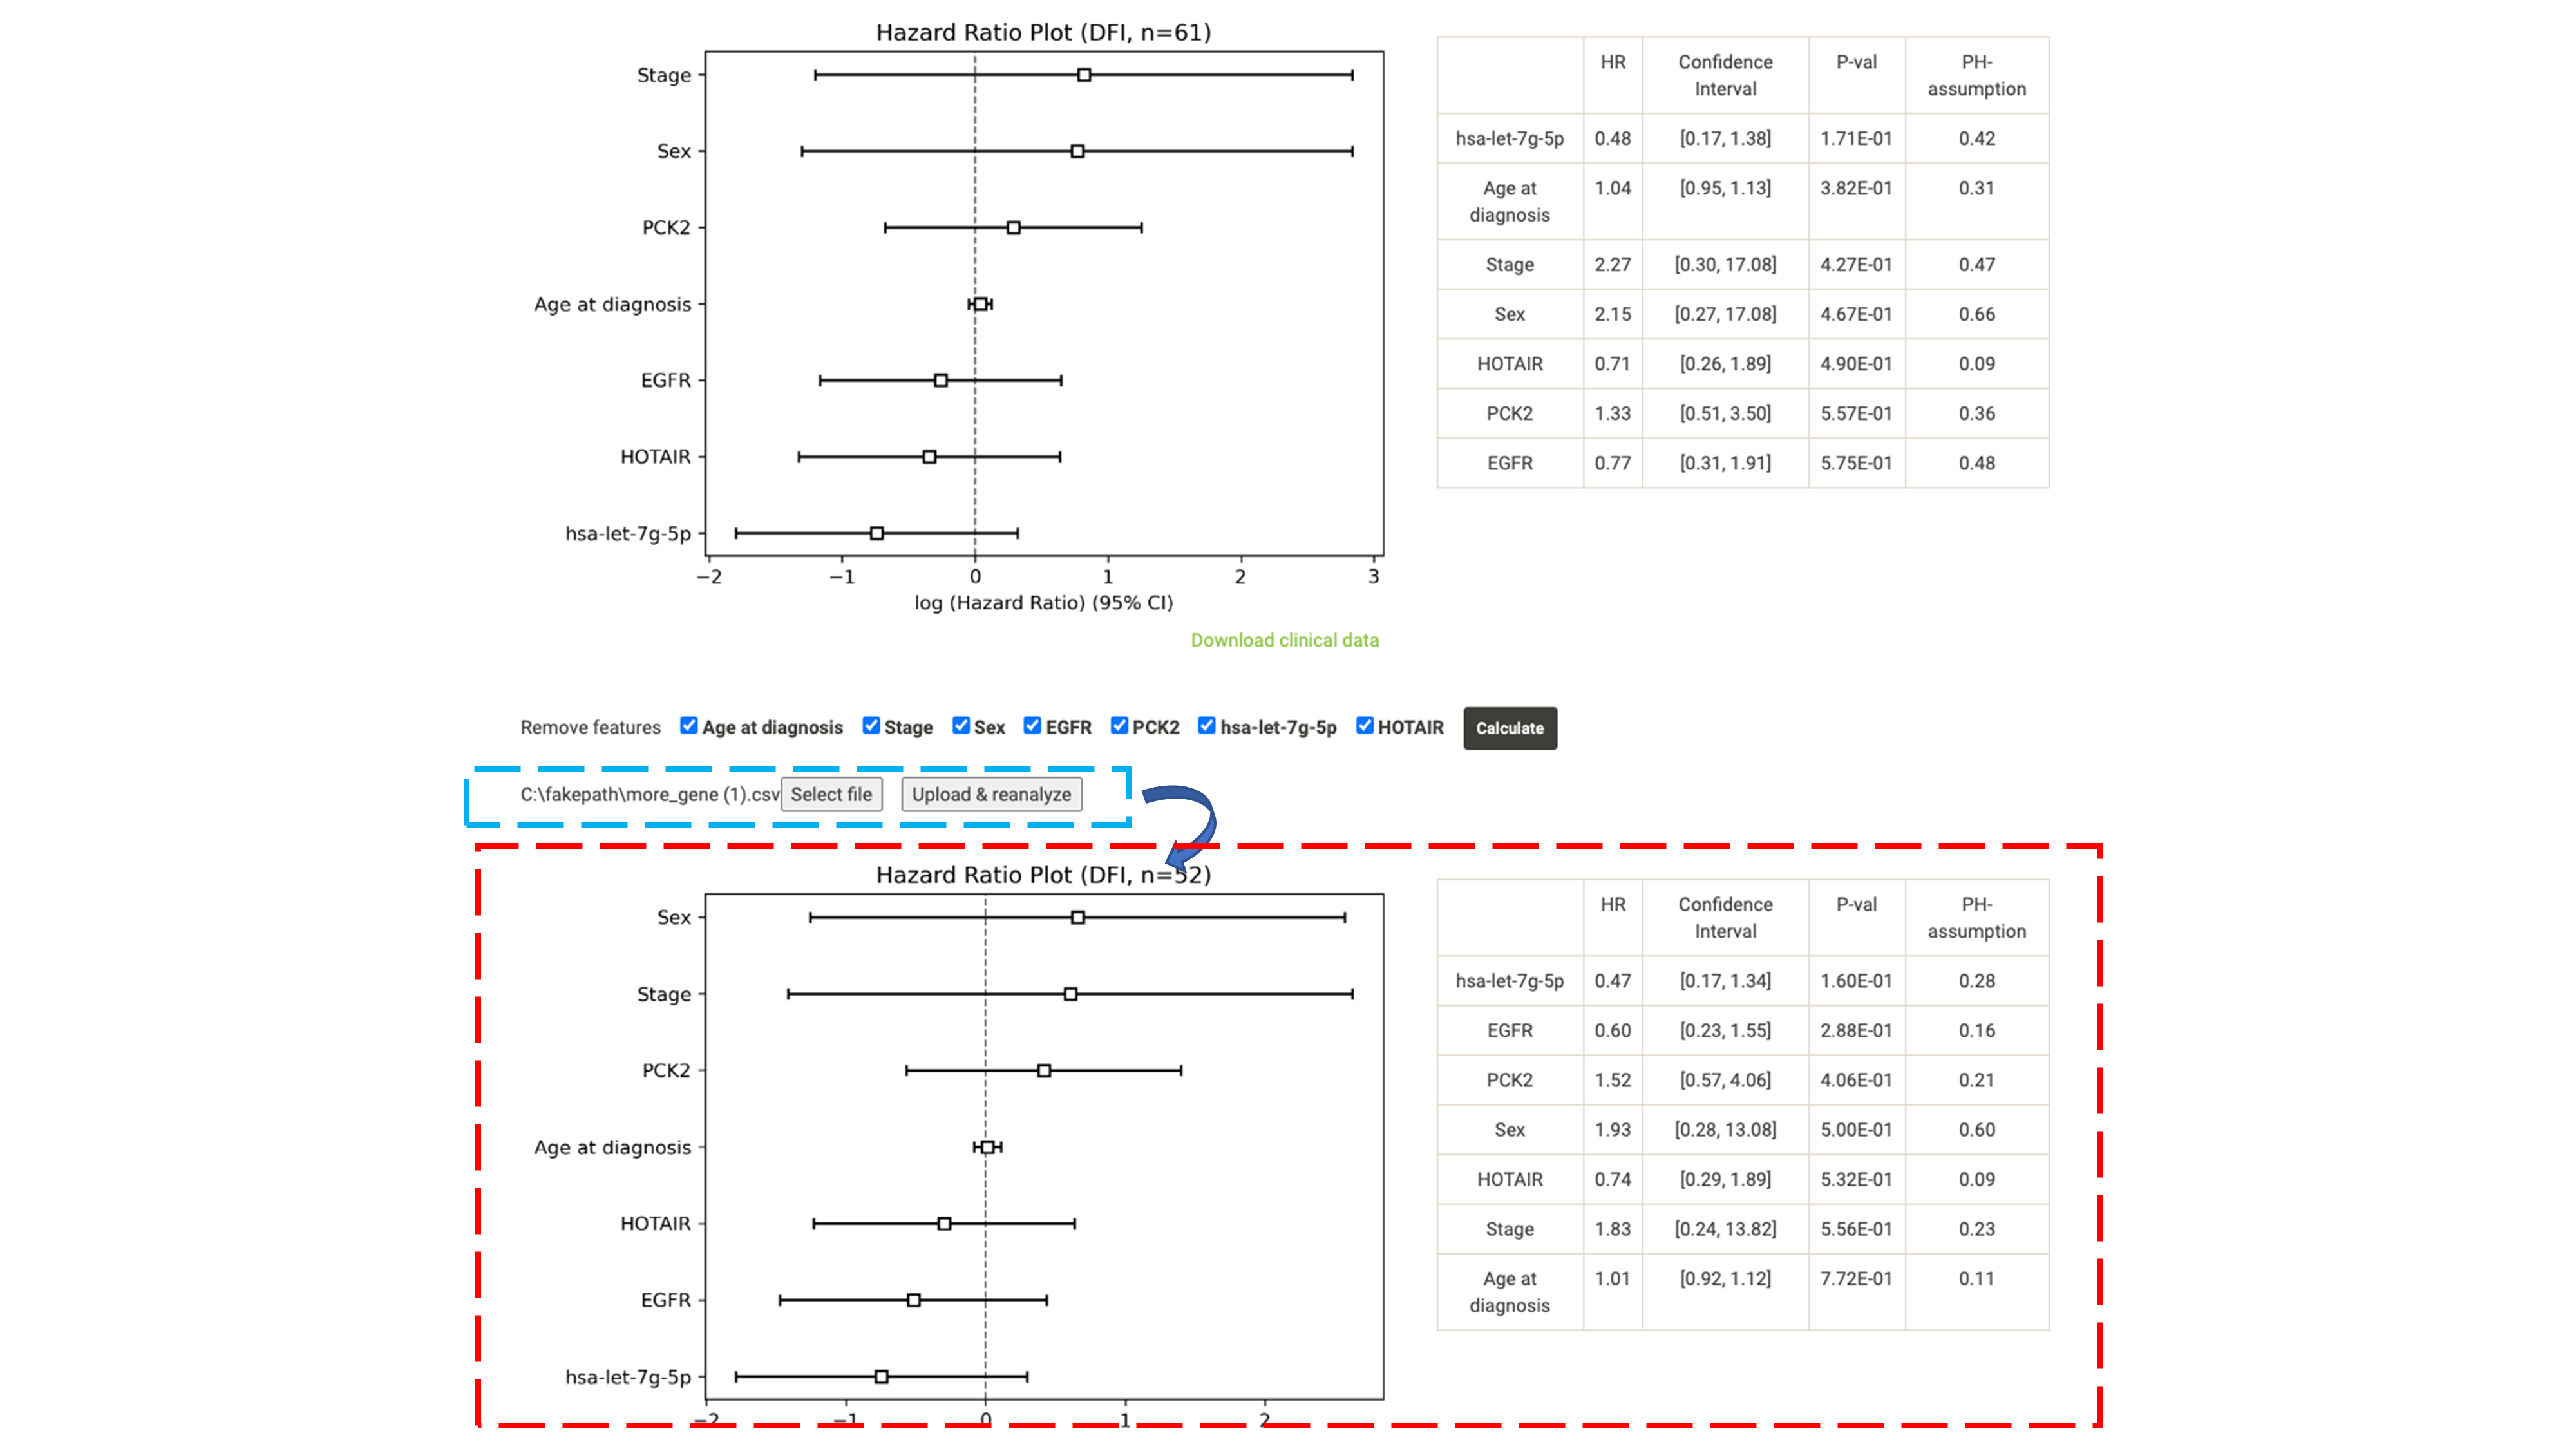 Hazard Ratio Plot (DFI, n=61)
Stage
Sex
PCK2
Age at diagnosis
EGFR
HOTAIR
hsa-let-7g-5p
−2 −1 0 1 2 3
log (Hazard Ratio) (95% CI)
HR Confidence Interval P-val PH-assumption
hsa-let-7g-5p 0.48 [0.17, 1.38] 1.71E-01 0.42
Age at diagnosis 1.04 [0.95, 1.13] 3.82E-01 0.31
Stage 2.27 [0.30, 17.08] 4.27E-01 0.47
Sex 2.15 [0.27, 17.08] 4.67E-01 0.66
HOTAIR 0.71 [0.26, 1.89] 4.90E-01 0.09
PCK2 1.33 [0.51, 3.50] 5.57E-01 0.36
EGFR 0.77 [0.31, 1.91] 5.75E-01 0.48
Download clinical data
Remove features Age at diagnosis Stage Sex EGFR PCK2 hsa-let-7g-5p HOTAIR Calculate
C:\fakepath\more_gene (1).csv Select file Upload & reanalyze
Hazard Ratio Plot (DFI, n=52)
Sex
Stage
PCK2
Age at diagnosis
HOTAIR
EGFR
hsa-let-7g-5p
−2 −1 0 1 2
HR Confidence Interval P-val PH-assumption
hsa-let-7g-5p 0.47 [0.17, 1.34] 1.60E-01 0.28
EGFR 0.60 [0.23, 1.55] 2.88E-01 0.16
PCK2 1.52 [0.57, 4.06] 4.06E-01 0.21
Sex 1.93 [0.28, 13.08] 5.00E-01 0.60
HOTAIR 0.74 [0.29, 1.89] 5.32E-01 0.09
Stage 1.83 [0.24, 13.82] 5.56E-01 0.23
Age at diagnosis 1.01 [0.92, 1.12] 7.72E-01 0.11